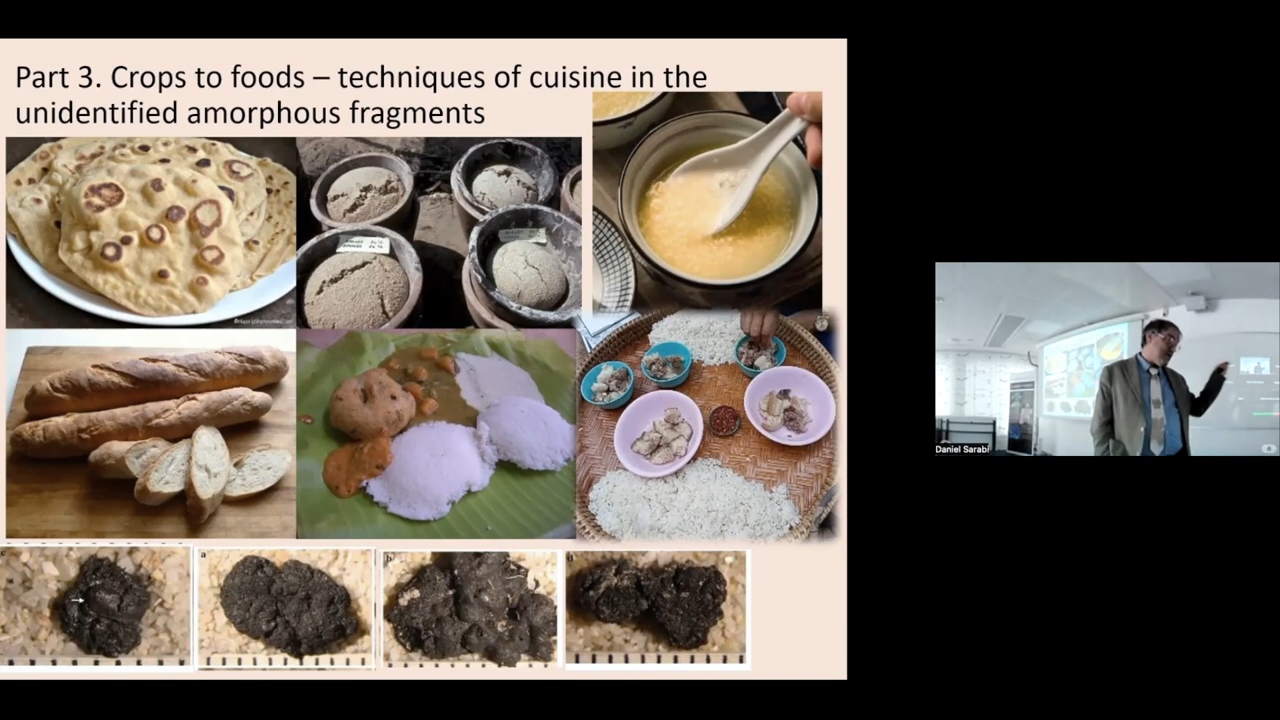 Part 3. Crops to foods – techniques of cuisine in the
unidentified amorphous fragments
c
a
b
d
Daniel Sarabi